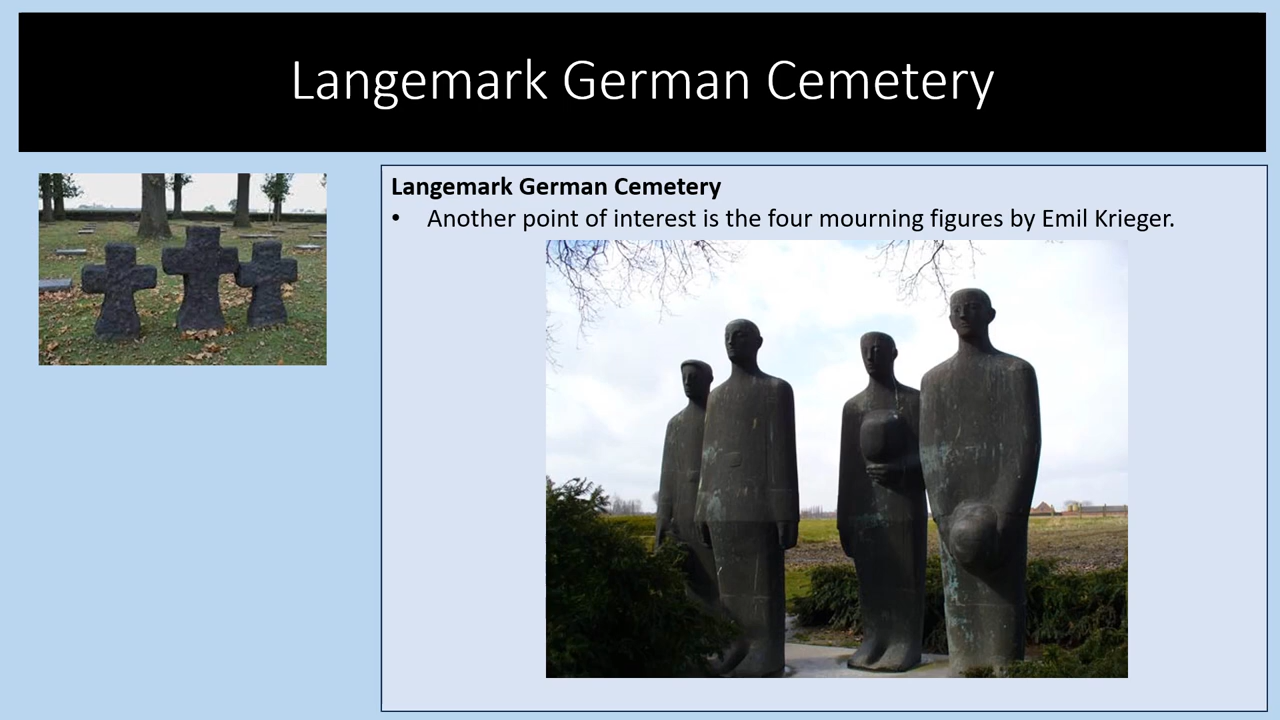 Langemark German Cemetery
Langemark German Cemetery
• Another point of interest is the four mourning figures by Emil Krieger.